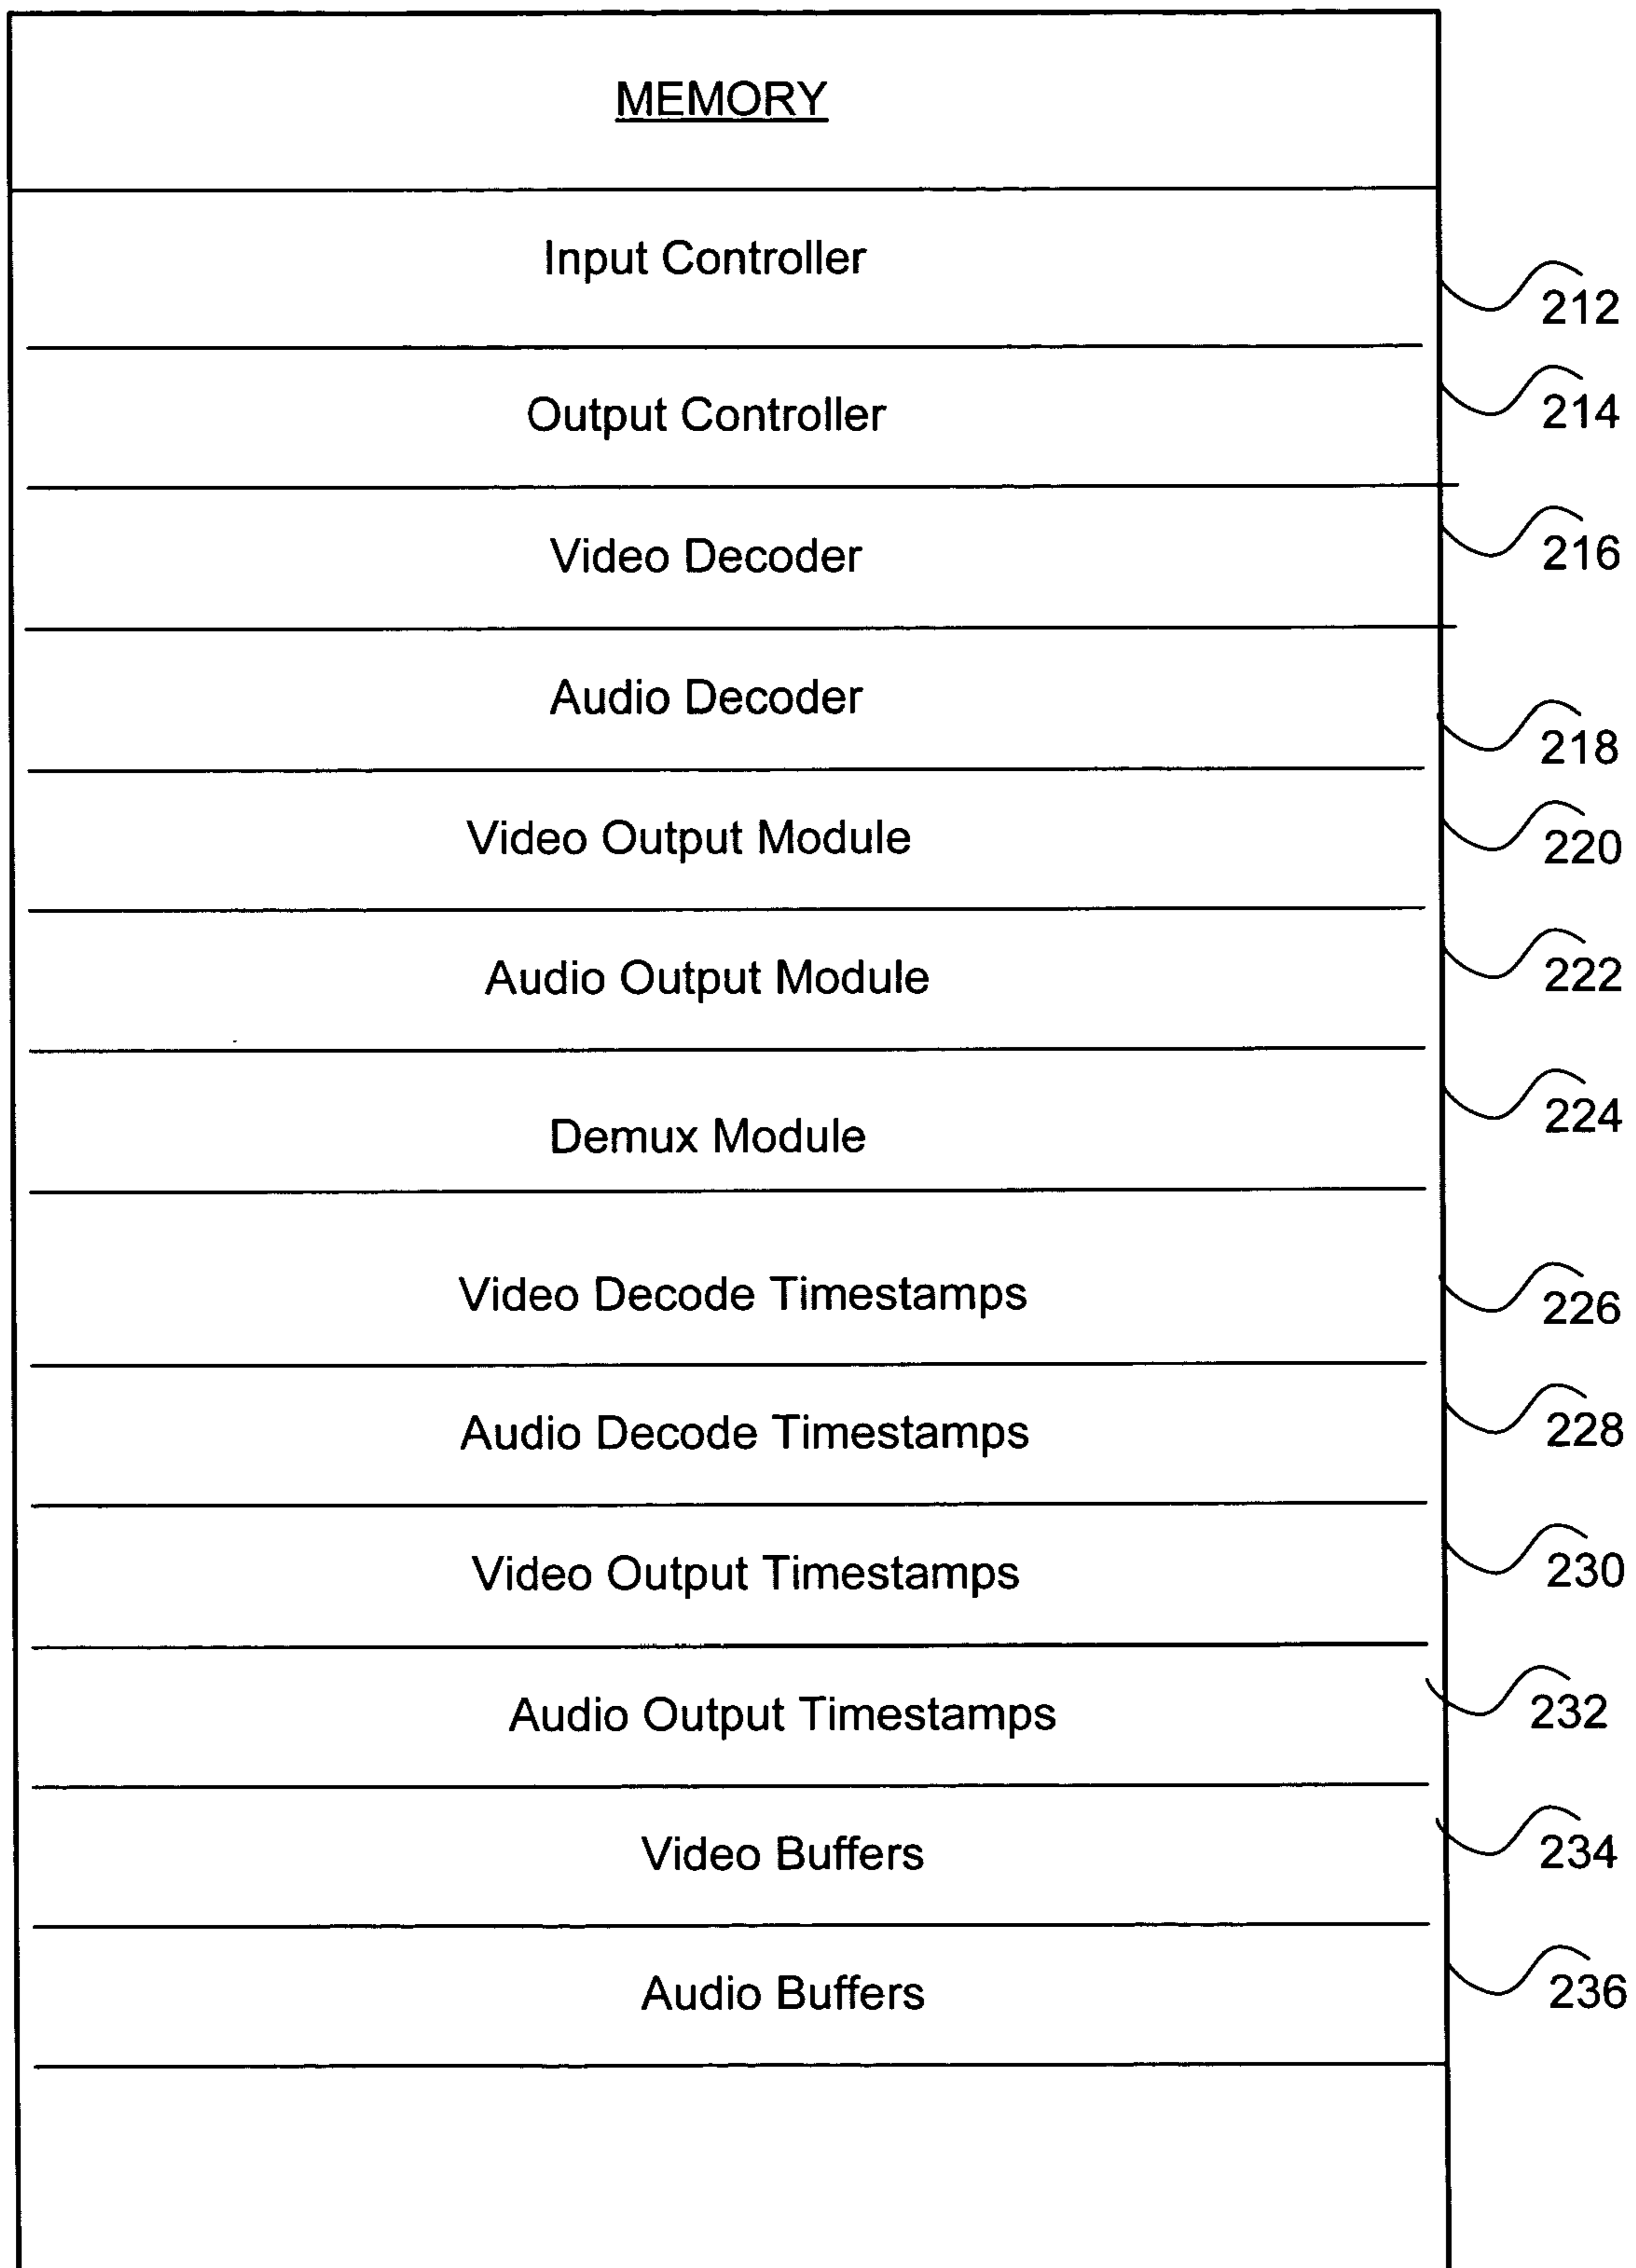 MEMORY
Input Controller
212
Output Controller
214
Video Decoder
216
Audio Decoder
218
Video Output Module
220
Audio Output Module
222
Demux Module
224
Video Decode Timestamps
226
Audio Decode Timestamps
228
Video Output Timestamps
230
Audio Output Timestamps
232
Video Buffers
234
Audio Buffers
236